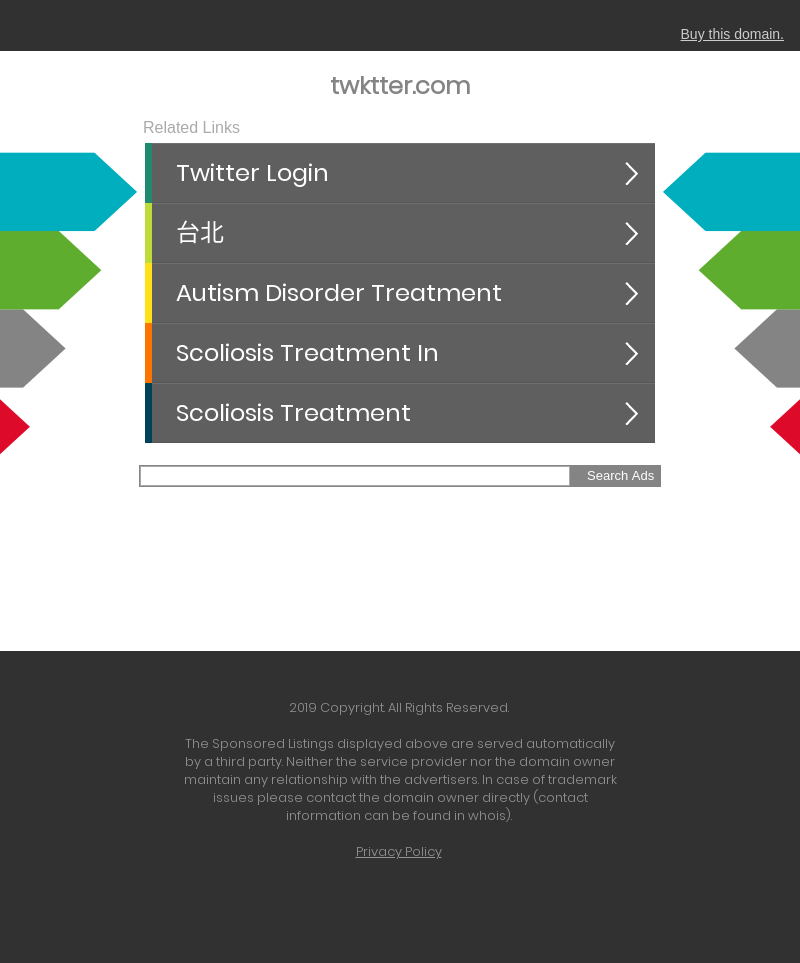 Buy this domain.
twktter.com
Related Links
Twitter Login
台北
Autism Disorder Treatment
Scoliosis Treatment In
Scoliosis Treatment
Search Ads
2019 Copyright. All Rights Reserved.
The Sponsored Listings displayed above are served automatically
by a third party. Neither the service provider nor the domain owner
maintain any relationship with the advertisers. In case of trademark
issues please contact the domain owner directly (contact
information can be found in whois).
Privacy Policy